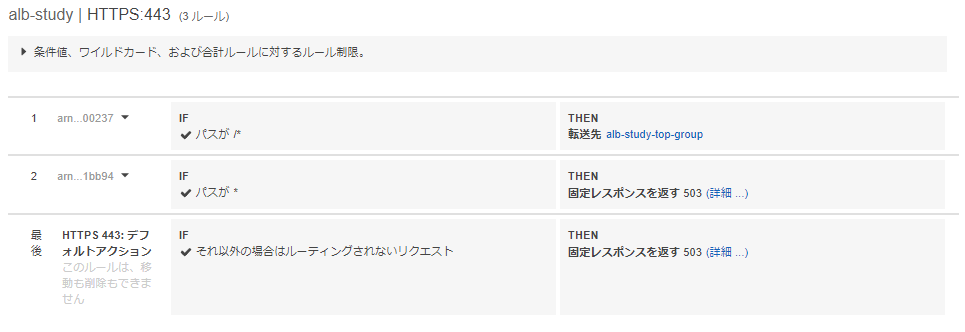 alb-study | HTTPS:443 (3 ルール)
条件値、ワイルドカード、および合計ルールに対するルール制限。
1 arn...00237 IF THEN
パスが /* 転送先 alb-study-top-group
2 arn...1bb94 IF THEN
パスが * 固定レスポンスを返す 503 (詳細 ...)
最 HTTPS 443: デフ IF THEN
後 ォルトアクション それ以外の場合はルーティングされないリクエスト 固定レスポンスを返す 503 (詳細 ...)
このルールは、移
動も削除もできま
せん